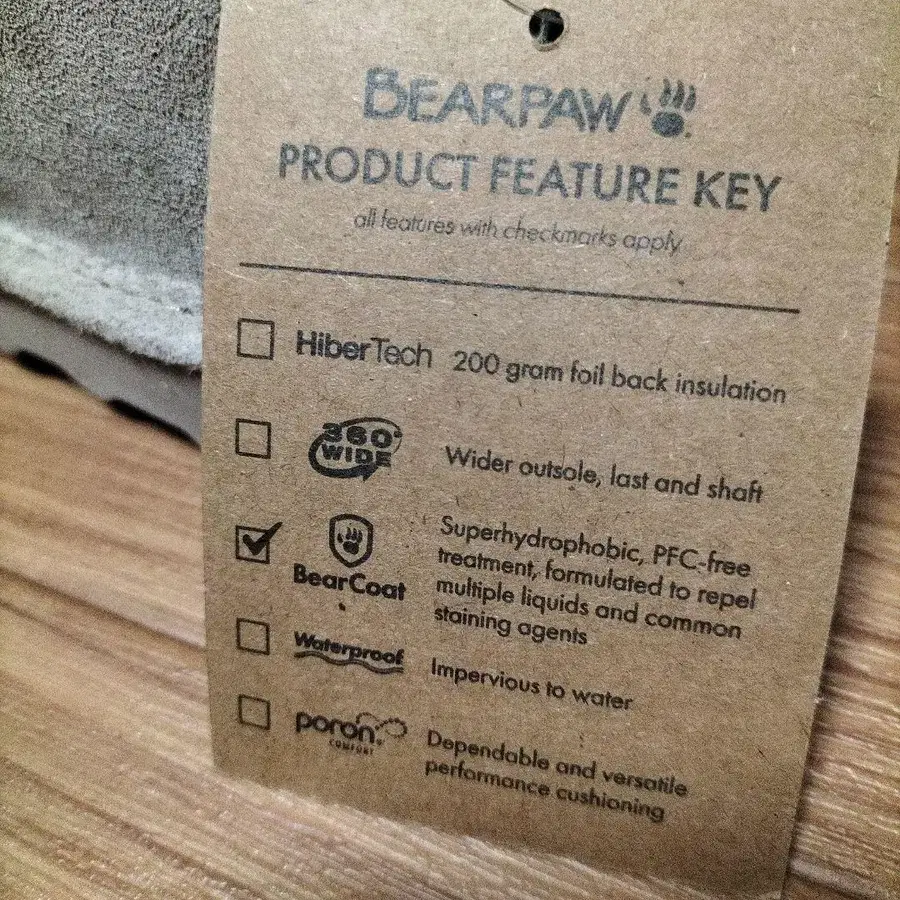 BEARPAW
PRODUCT FEATURE KEY
all features with checkmarks apply
HiberTech 200 gram foil back insulation
360°
WIDE
Wider outsole, last and shaft
BearCoat
Superhydrophobic, PFC-free
treatment, formulated to repel
multiple liquids and common
staining agents
Waterproof
Impervious to water
poron®
COMFORT
Dependable and versatile
performance cushioning